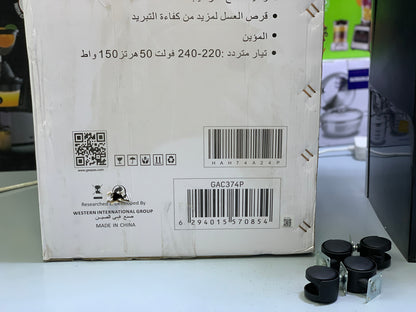 قرص العسل لمزيد من كفاءة التبريد
المؤين
تيار متردد :220-240 فولت 50 هرتز 150 واط
HAH74A24P
GAC374P
6 294015 570854
Researched & Developed By
WESTERN INTERNATIONAL GROUP
صنع في الصين
MADE IN CHINA